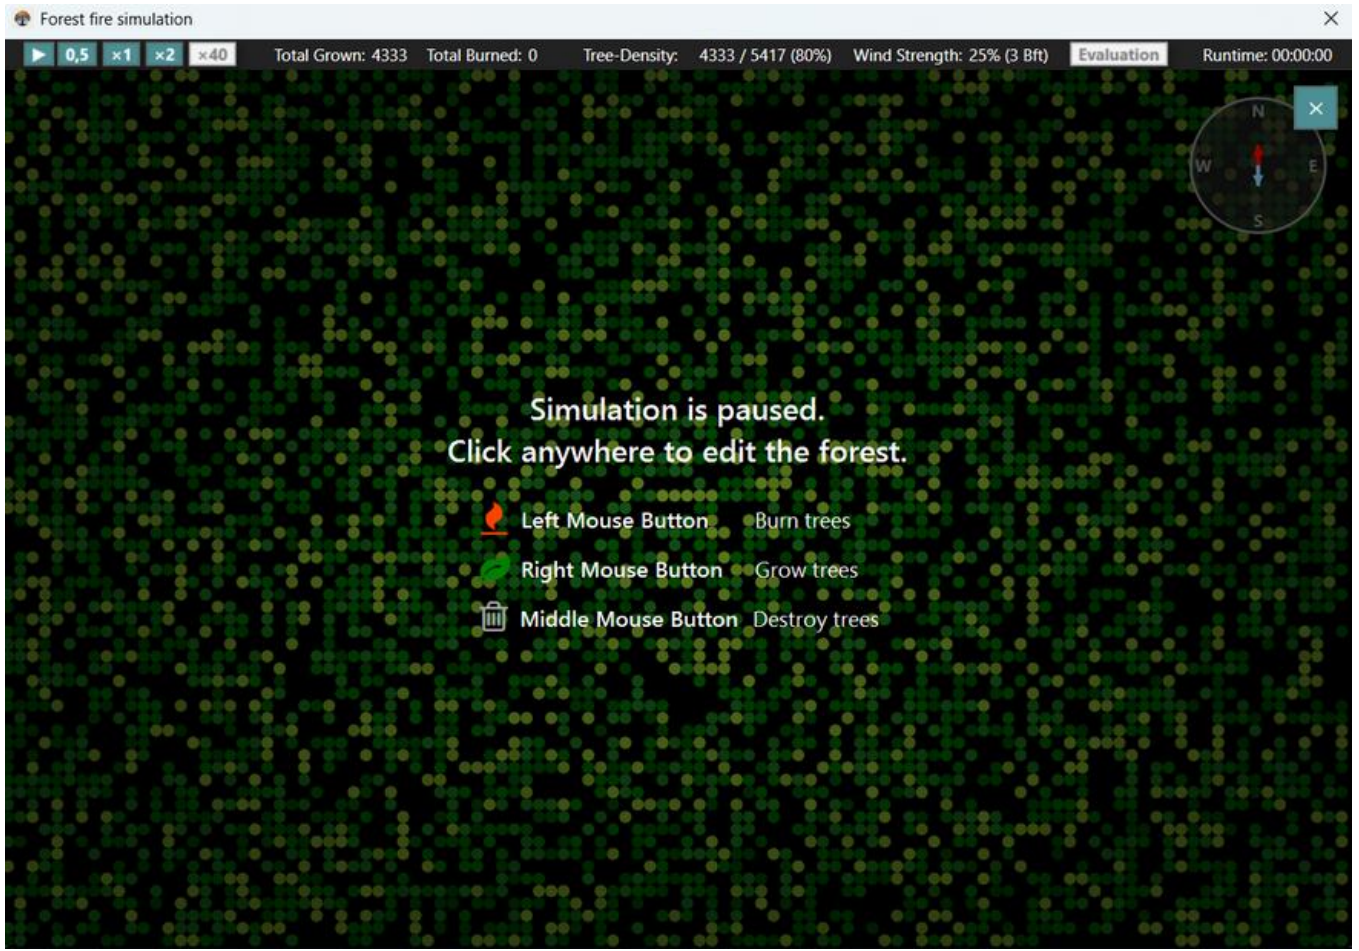 Forest fire simulation
0,5 ×1 ×2 ×40 Total Grown: 4333 Total Burned: 0 Tree-Density: 4333 / 5417 (80%) Wind Strength: 25% (3 Bft) Evaluation Runtime: 00:00:00
N
W E
S
Simulation is paused.
Click anywhere to edit the forest.
Left Mouse Button Burn trees
Right Mouse Button Grow trees
Middle Mouse Button Destroy trees